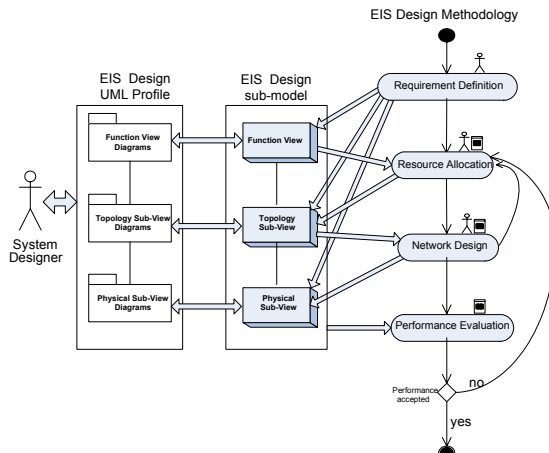 EIS Design Methodology
EIS Design
UML Profile
EIS Design
sub-model
Requirement Definition
Function View
Diagrams
Function View
Resource Allocation
Topology Sub-View
Diagrams
Topology
Sub-View
System
Designer
Network Design
Physical Sub-View
Diagrams
Physical
Sub-View
Performance Evaluation
Performance
accepted
no
yes